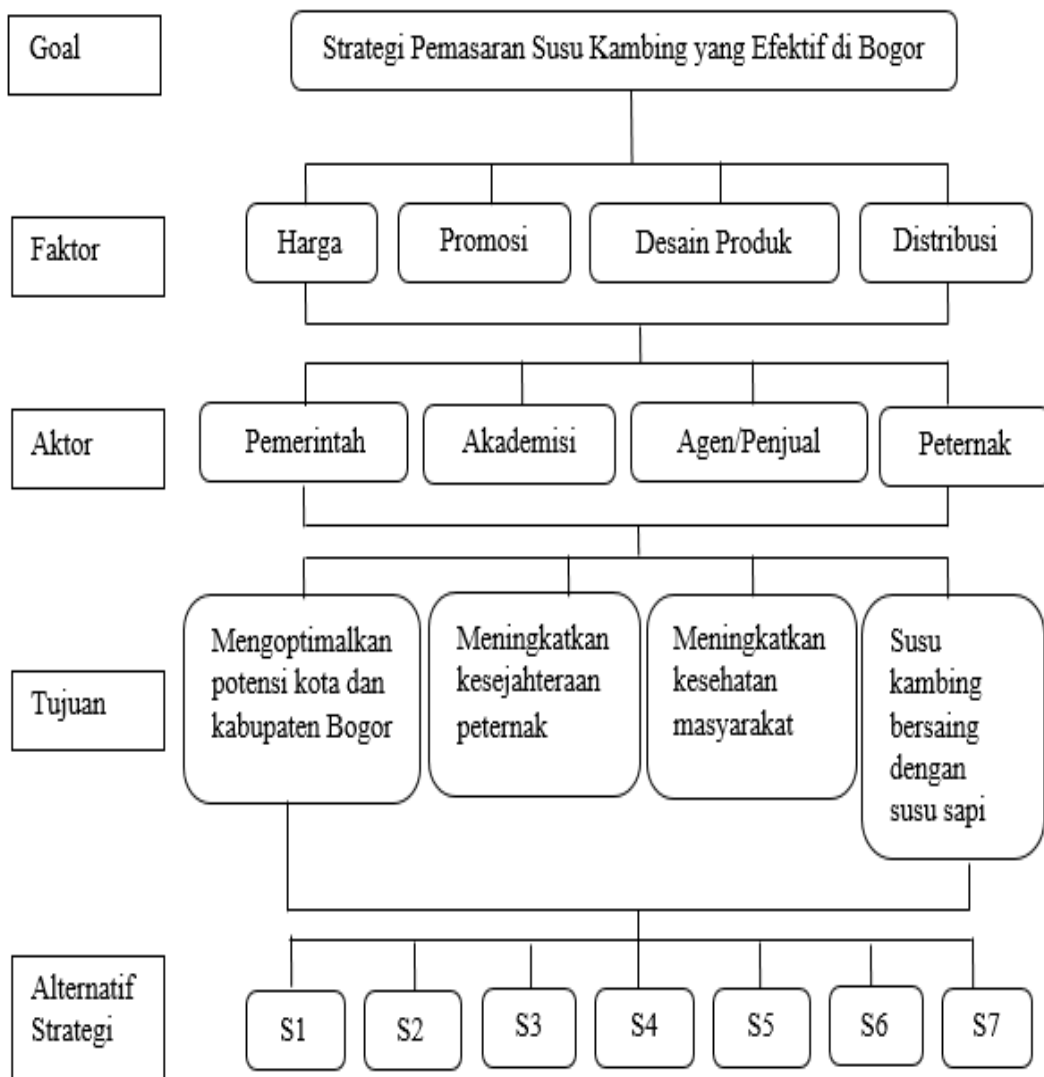 Goal
Strategi Pemasaran Susu Kambing yang Efektif di Bogor
Faktor
Harga
Promosi
Desain Produk
Distribusi
Aktor
Pemerintah
Akademisi
Agen/Penjual
Peternak
Tujuan
Mengoptimalkan
potensi kota dan
kabupaten Bogor
Meningkatkan
kesejahteraan
peternak
Meningkatkan
kesehatan
masyarakat
Susu
kambing
bersaing
dengan
susu sapi
Alternatif
Strategi
S1
S2
S3
S4
S5
S6
S7